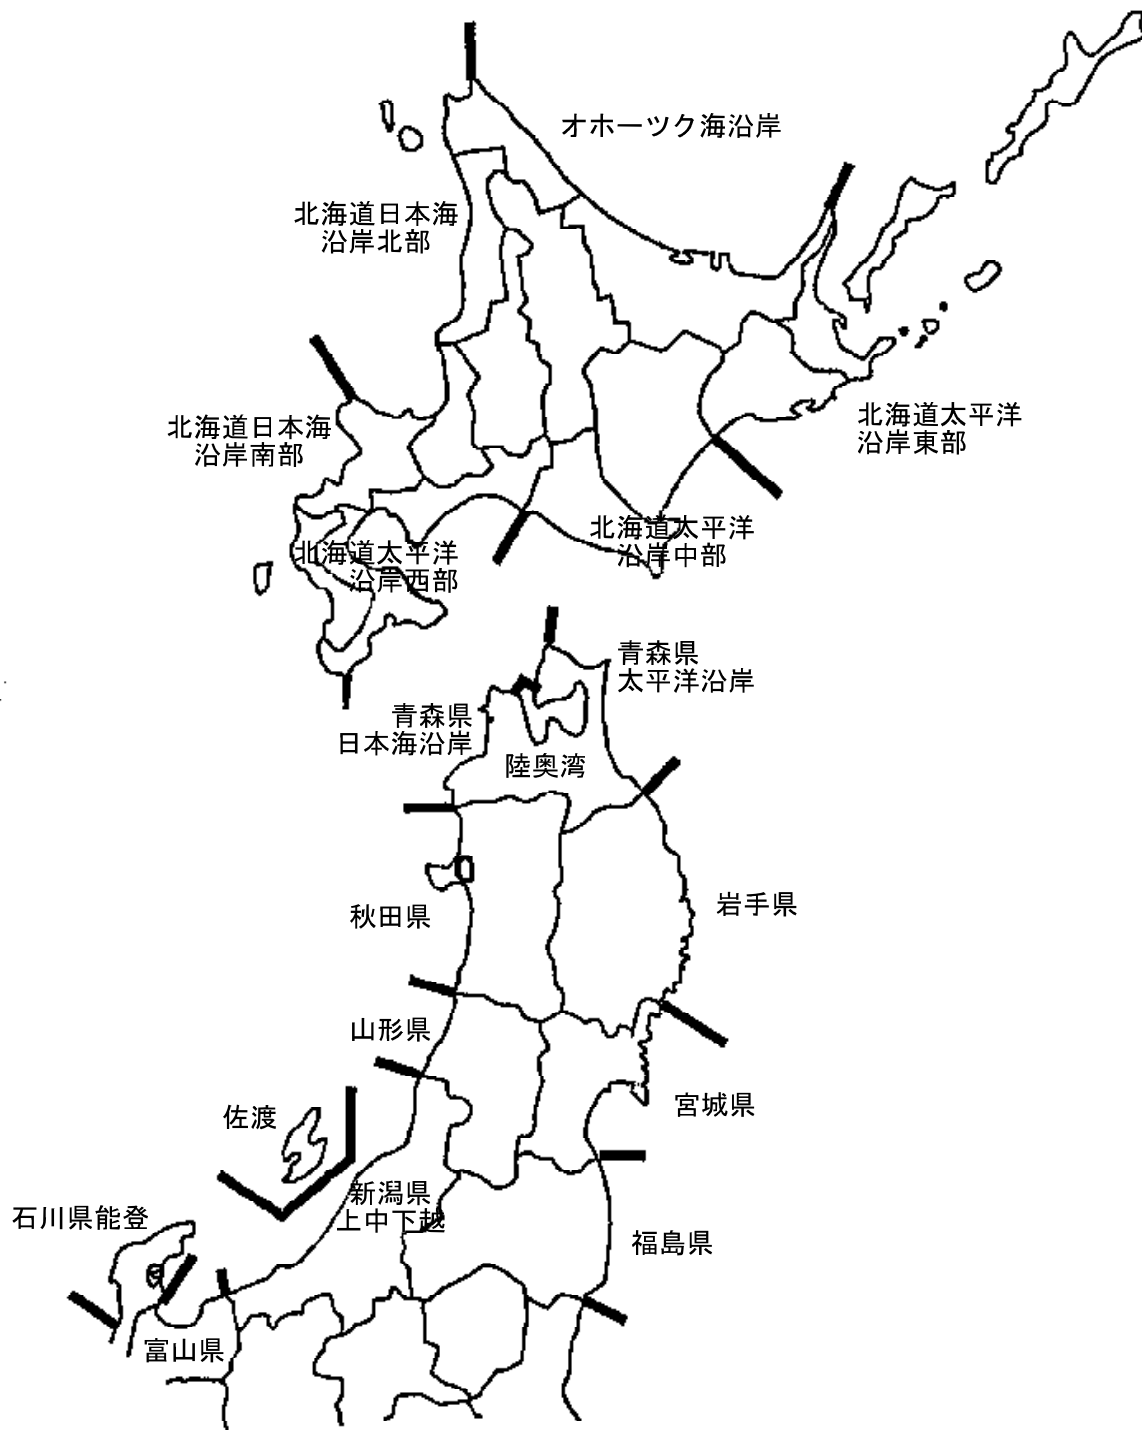 オホーツク海沿岸
北海道日本海
沿岸北部
北海道日本海
沿岸南部
北海道太平洋
沿岸東部
北海道太平洋
沿岸中部
北海道太平洋
沿岸西部
青森県
太平洋沿岸
青森県
日本海沿岸
陸奥湾
岩手県
秋田県
山形県
宮城県
佐渡
新潟県
上中下越
石川県能登
福島県
富山県